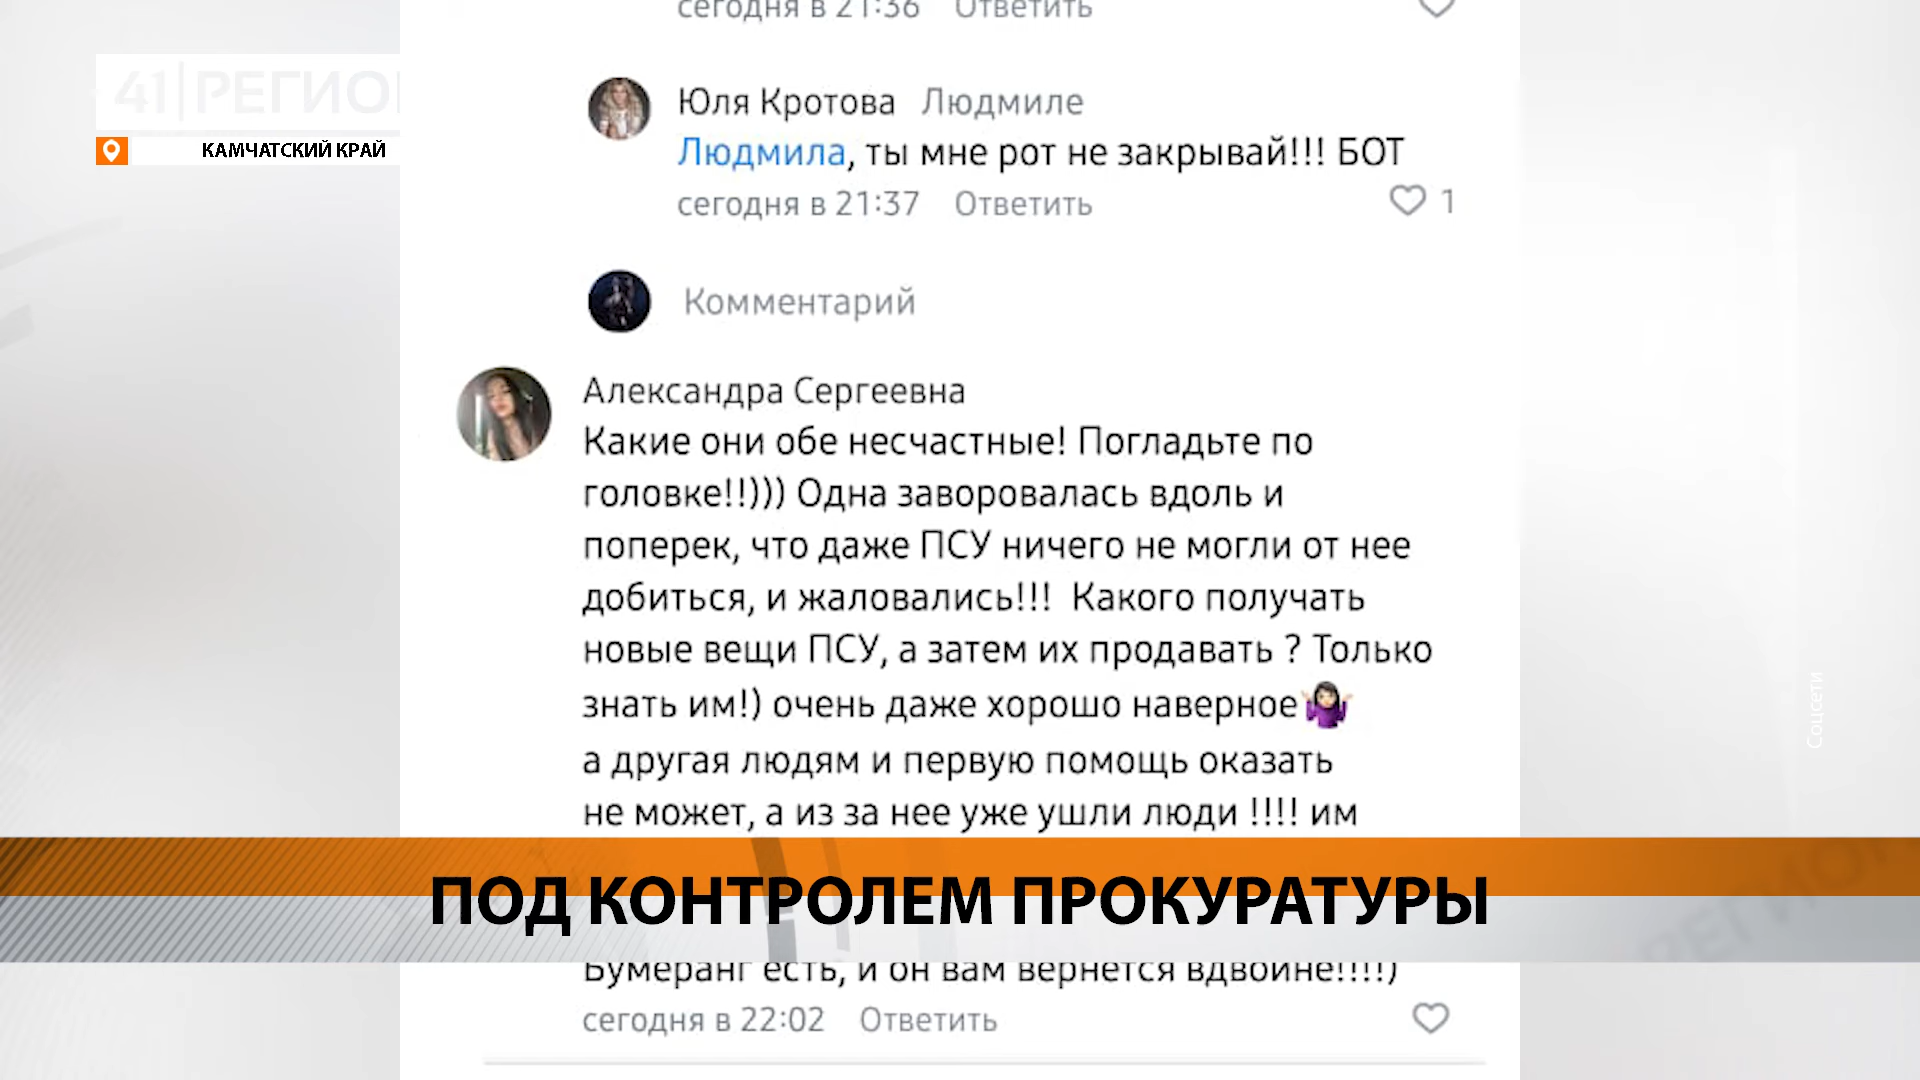 сегодня в 21:36 Ответить
41 РЕГИОН
Юля Кротова Людмиле
Людмила, ты мне рот не закрывай!!! БОТ
КАМЧАТСКИЙ КРАЙ
сегодня в 21:37 Ответить 1
Комментарий
Александра Сергеевна
Какие они обе несчастные! Погладьте по
головке!!))) Одна заворовалась вдоль и
поперек, что даже ПСУ ничего не могли от нее
добиться, и жаловались!!! Какого получать
новые вещи ПСУ, а затем их продавать ? Только
знать им!) очень даже хорошо наверное🤷🏻‍♀️
Соцсети
а другая людям и первую помощь оказать
не может, а из за нее уже ушли люди !!!! им
ПОД КОНТРОЛЕМ ПРОКУРАТУРЫ
РЕГИОН
Бумеранг есть, и он вам вернется вдвойне!!!!)
сегодня в 22:02 Ответить